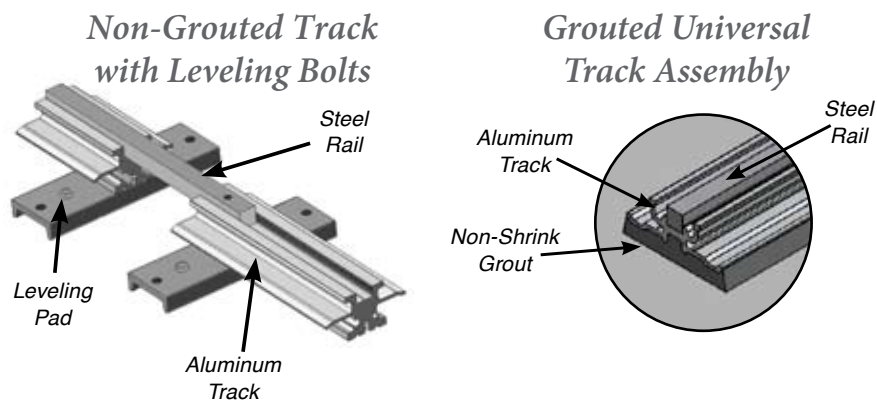 Non-Grouted Track
with Leveling Bolts
Steel
Rail
Leveling
Pad
Aluminum
Track
Grouted Universal
Track Assembly
Steel
Rail
Aluminum
Track
Non-Shrink
Grout